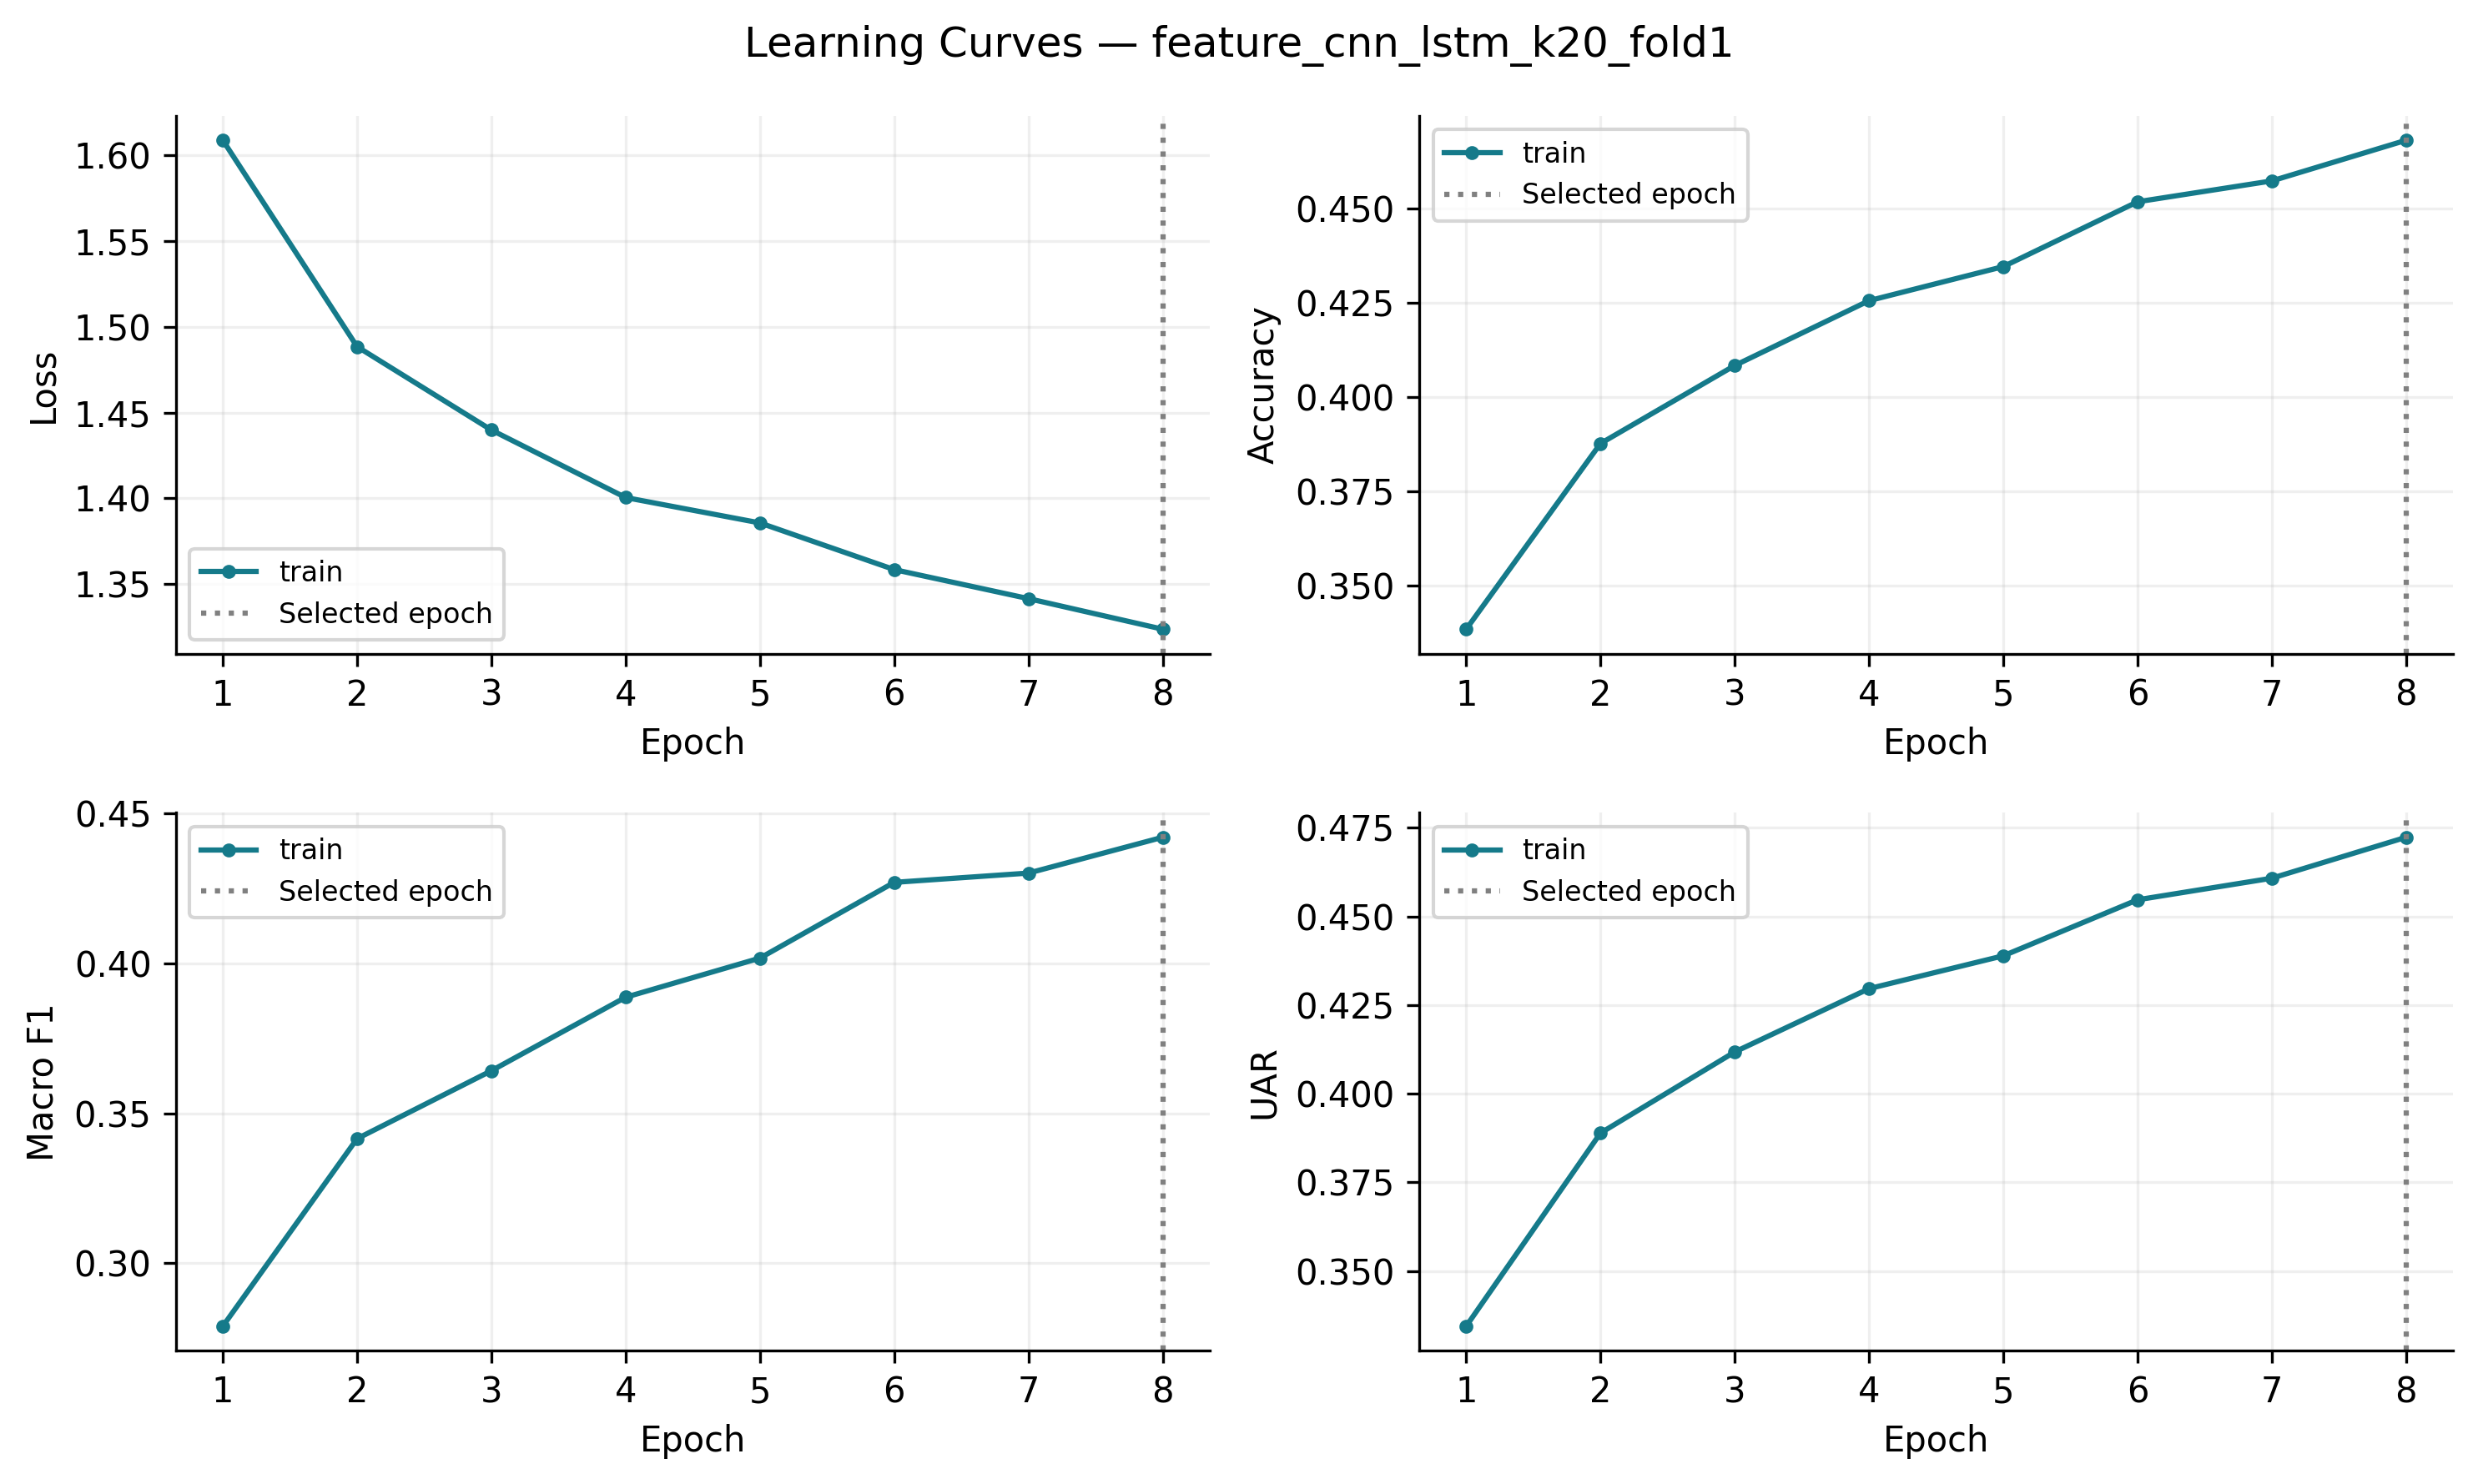 Learning Curves — feature_cnn_lstm_k20_fold1
1.60
1.55
1.50
1.45
1.40
1.35
Loss
train
Selected epoch
1 2 3 4 5 6 7 8
Epoch
0.450
0.425
0.400
0.375
0.350
Accuracy
train
Selected epoch
1 2 3 4 5 6 7 8
Epoch
0.45
0.40
0.35
0.30
Macro F1
train
Selected epoch
1 2 3 4 5 6 7 8
Epoch
0.475
0.450
0.425
0.400
0.375
0.350
UAR
train
Selected epoch
1 2 3 4 5 6 7 8
Epoch